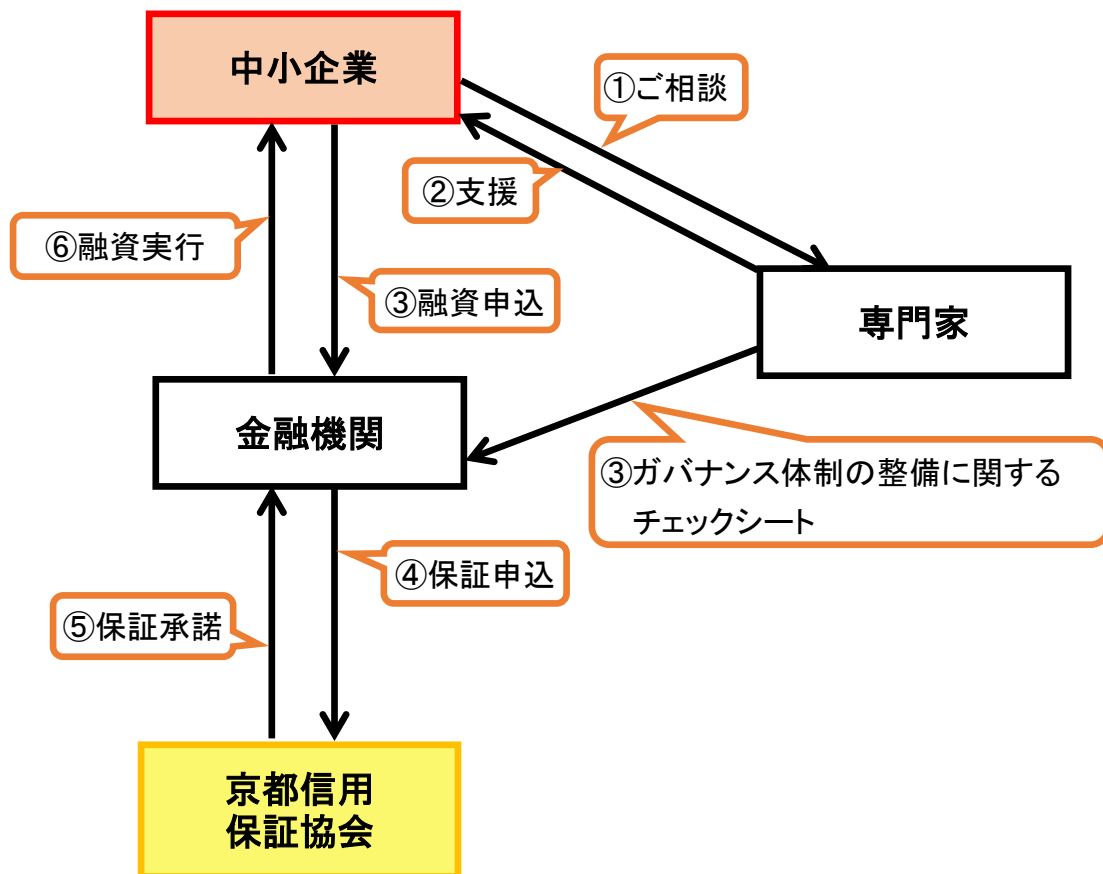 中小企業
①ご相談
②支援
⑥融資実行
③融資申込
専門家
金融機関
③ガバナンス体制の整備に関する
チェックシート
④保証申込
⑤保証承諾
京都信用
保証協会